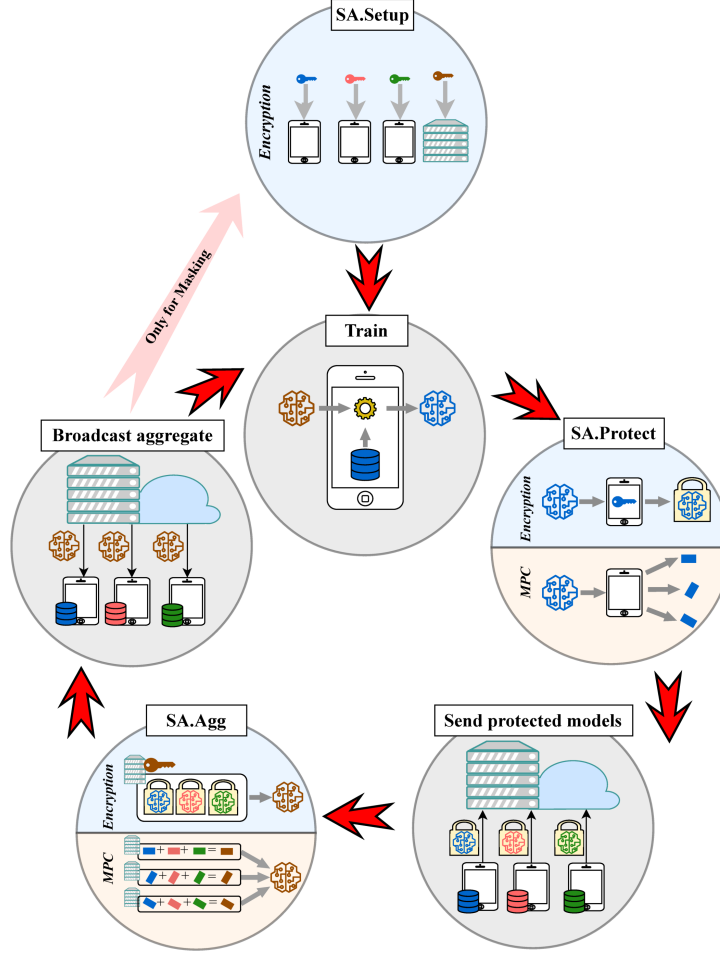 SA.Setup
Encryption
Only for Masking
Train
Broadcast aggregate
SA.Protect
Encryption
MPC
SA.Agg
Encryption
MPC
+ + =
+ + =
+ + =
Send protected models